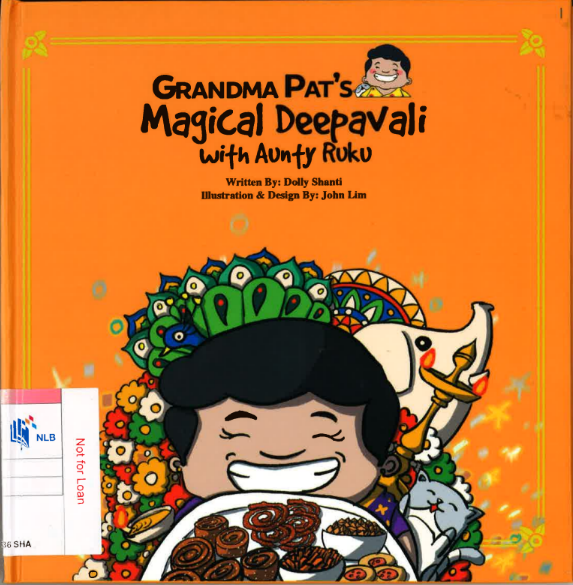 GRANDMA PAT'S
Magical Deepavali
with Aunty Ruku
Written By: Dolly Shanti
Illustration & Design By: John Lim
NLB
Not for Loan
SHA